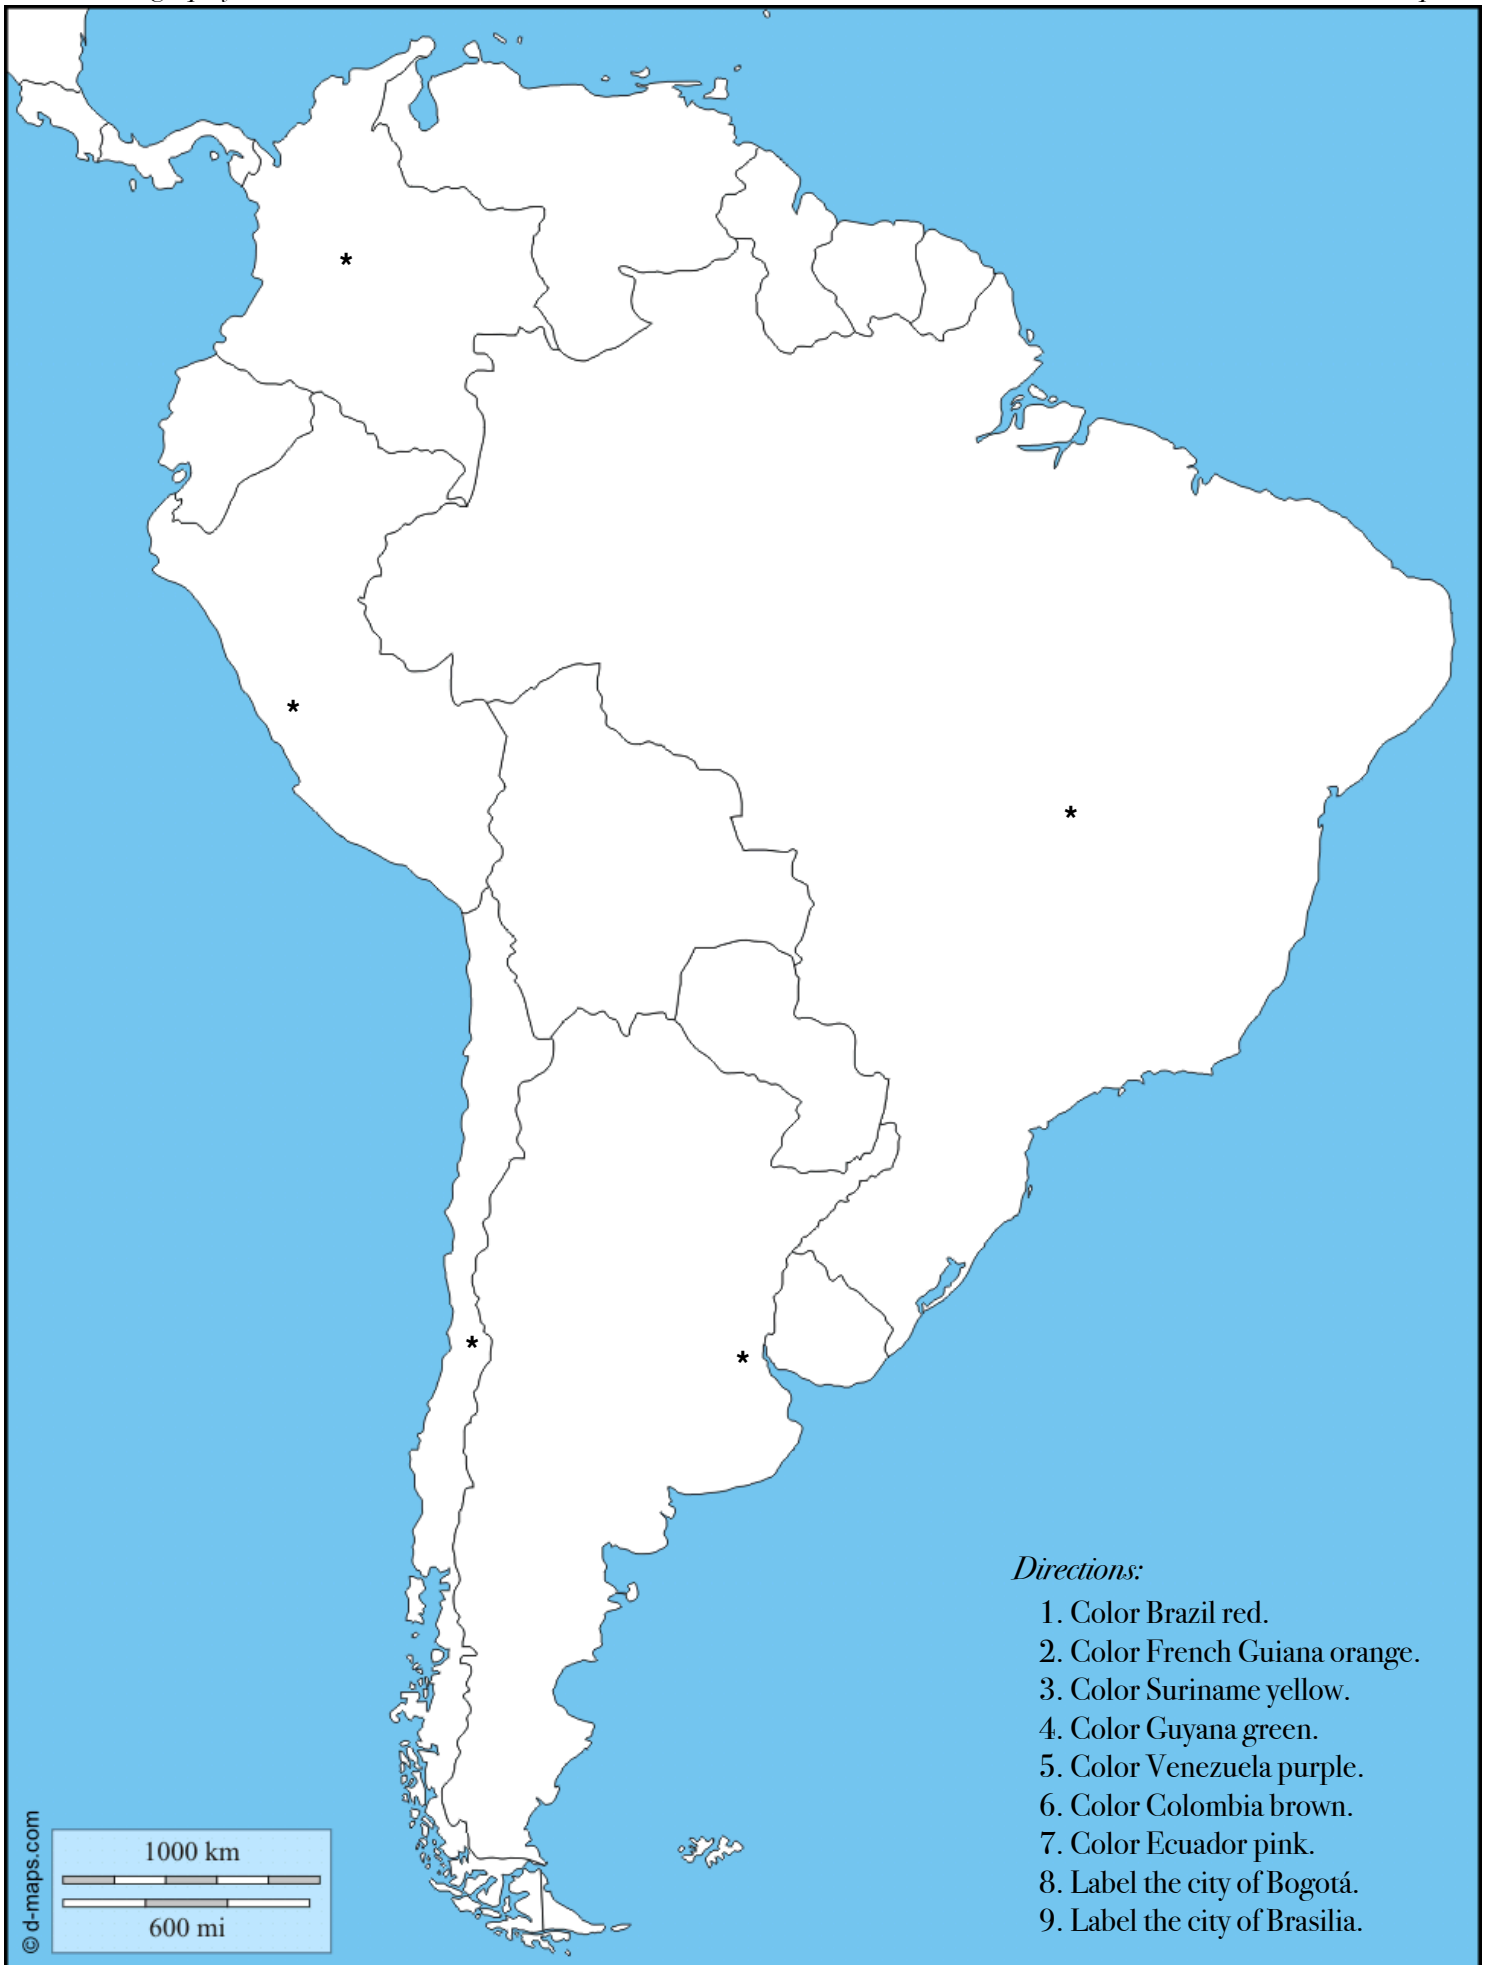 *
*
*
*
*
Directions:
1. Color Brazil red.
2. Color French Guiana orange.
3. Color Suriname yellow.
4. Color Guyana green.
5. Color Venezuela purple.
6. Color Colombia brown.
7. Color Ecuador pink.
8. Label the city of Bogotá.
9. Label the city of Brasilia.
1000 km
600 mi
© d-maps.com